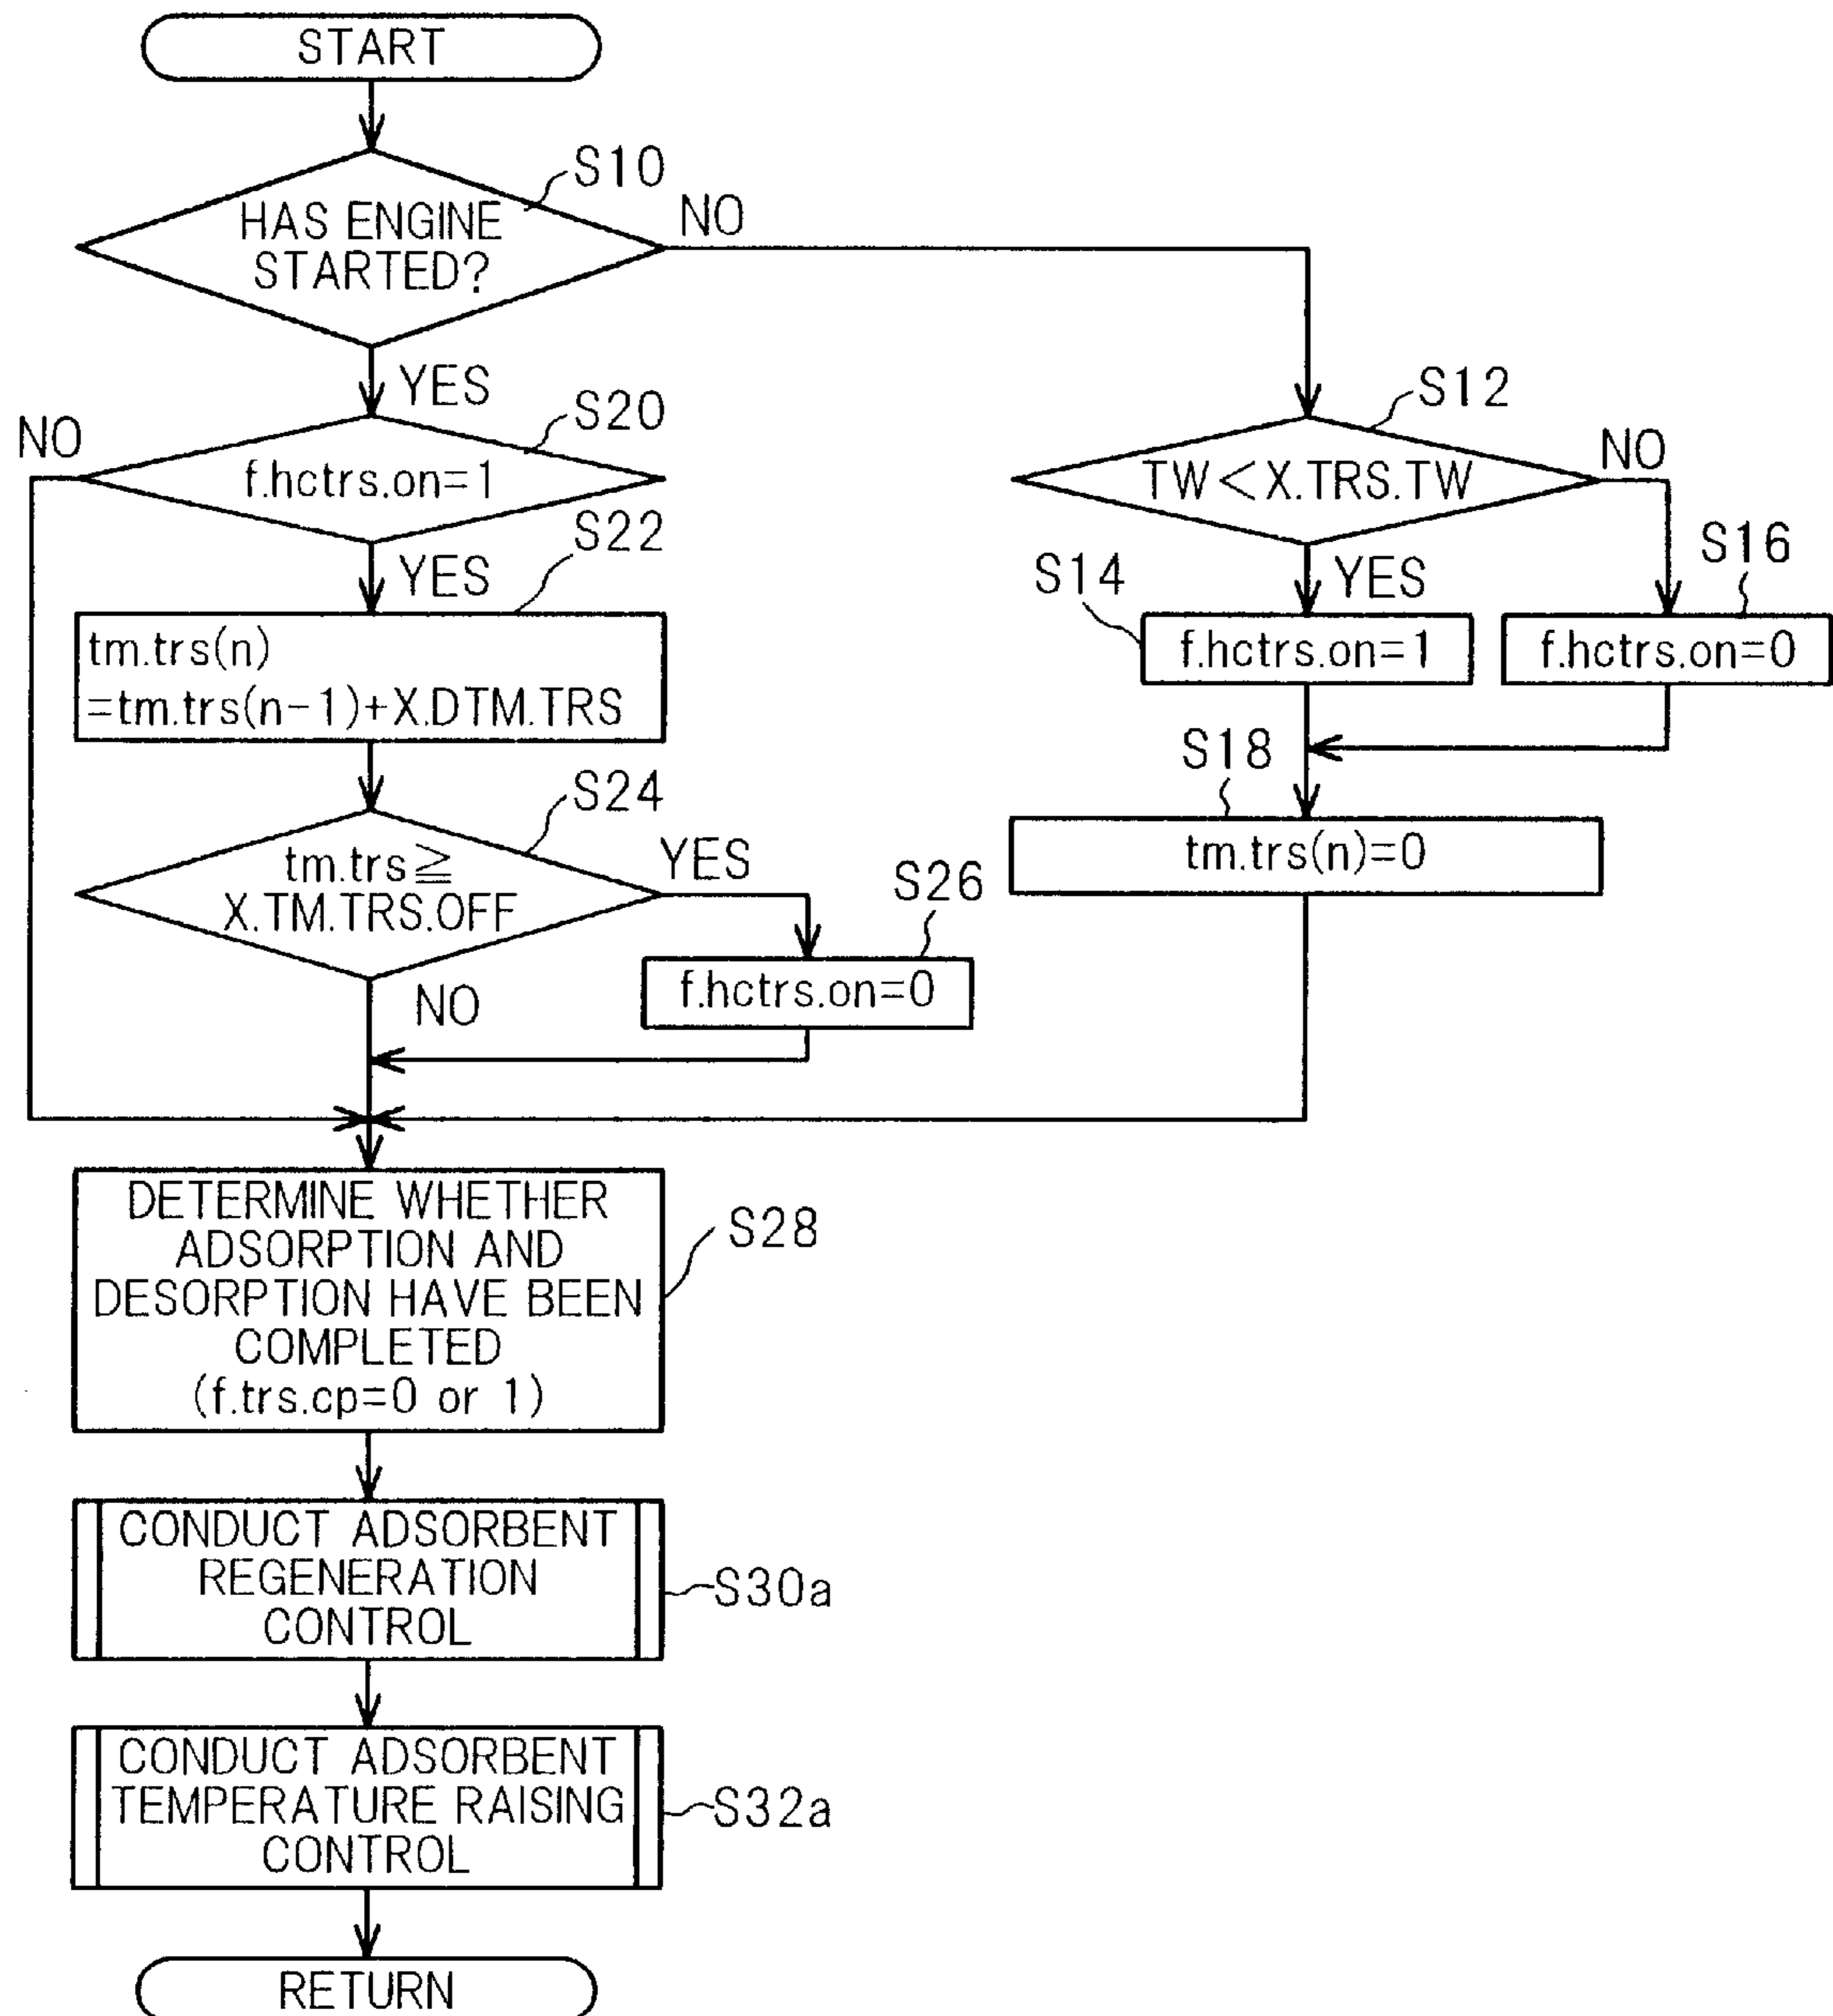 START
S10
HAS ENGINE
STARTED?
NO
YES
S20
NO
f.hctrs.on=1
YES
S22
tm.trs(n)
=tm.trs(n-1)+X.DTM.TRS
S24
tm.trs≧
X.TM.TRS.OFF
YES
S26
f.hctrs.on=0
NO
S12
TW<X.TRS.TW
NO
YES
S14
f.hctrs.on=1
S16
f.hctrs.on=0
S18
tm.trs(n)=0
DETERMINE WHETHER
ADSORPTION AND
DESORPTION HAVE BEEN
COMPLETED
(f.trs.cp=0 or 1)
S28
CONDUCT ADSORBENT
REGENERATION
CONTROL
S30a
CONDUCT ADSORBENT
TEMPERATURE RAISING
CONTROL
S32a
RETURN